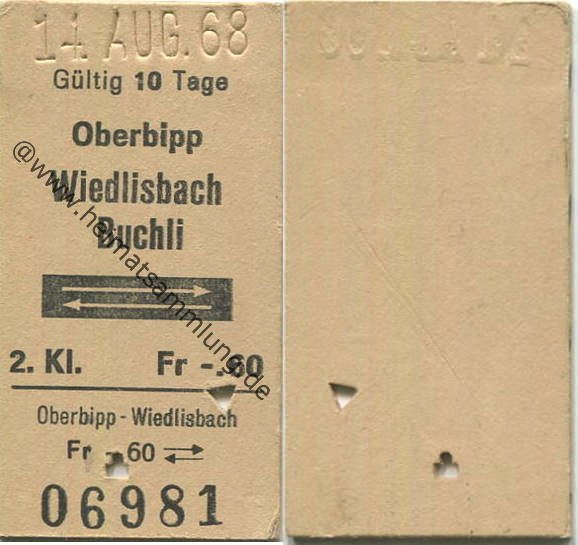 14 AUG. 68
Gültig 10 Tage
Oberbipp
Wiedlisbach
Buchli
2. Kl. Fr -.60
Oberbipp - Wiedlisbach
Fr -.60
06981
@www.heimatsammlung.de